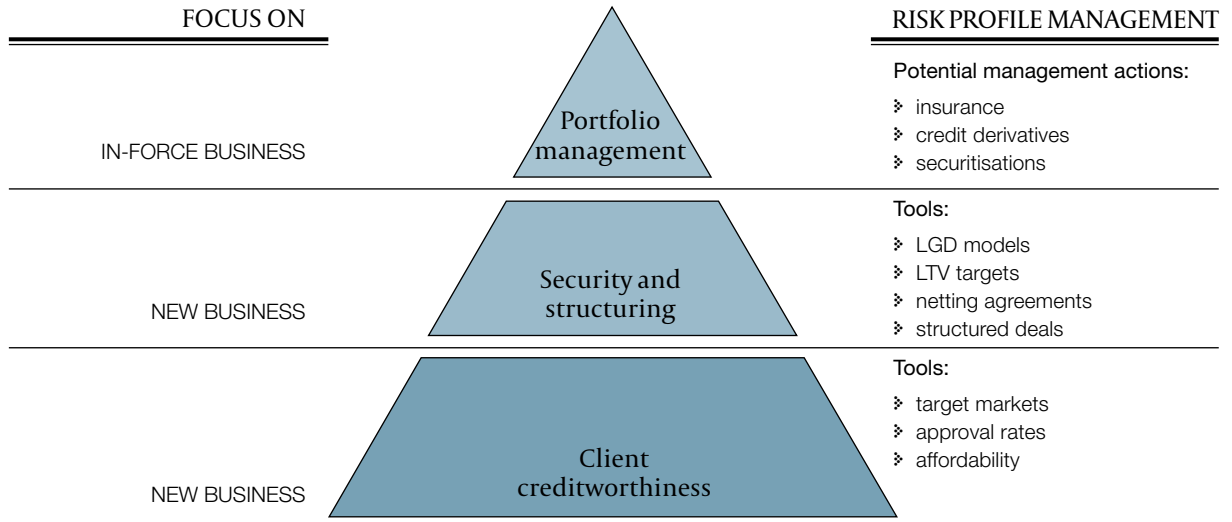 FOCUS ON
RISK PROFILE MANAGEMENT
Portfolio
management
IN-FORCE BUSINESS
Potential management actions:
insurance
credit derivatives
securitisations
Security and
structuring
NEW BUSINESS
Tools:
LGD models
LTV targets
netting agreements
structured deals
Client
creditworthiness
NEW BUSINESS
Tools:
target markets
approval rates
affordability